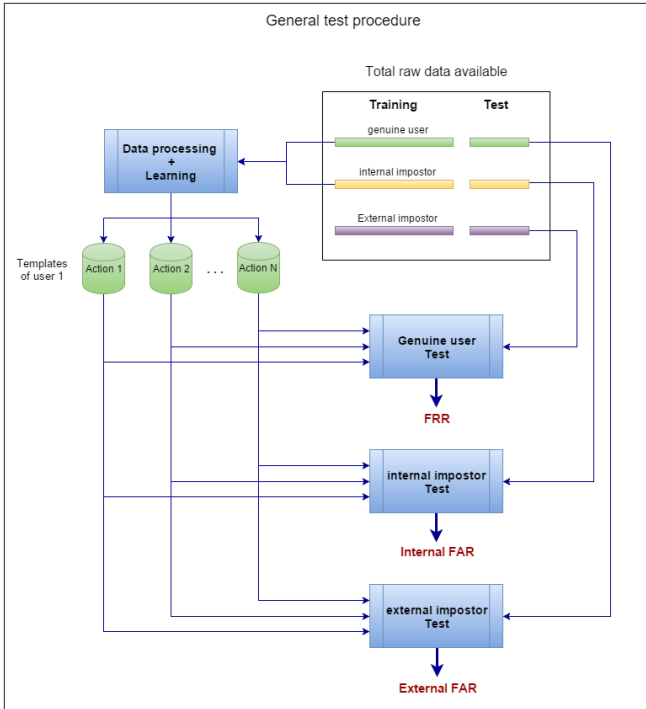 General test procedure
Total raw data available
Training
Test
genuine user
Data processing
+
Learning
internal impostor
External impostor
Templates
of user 1
Action 1
Action 2
...
Action N
Genuine user
Test
FRR
internal impostor
Test
Internal FAR
external impostor
Test
External FAR